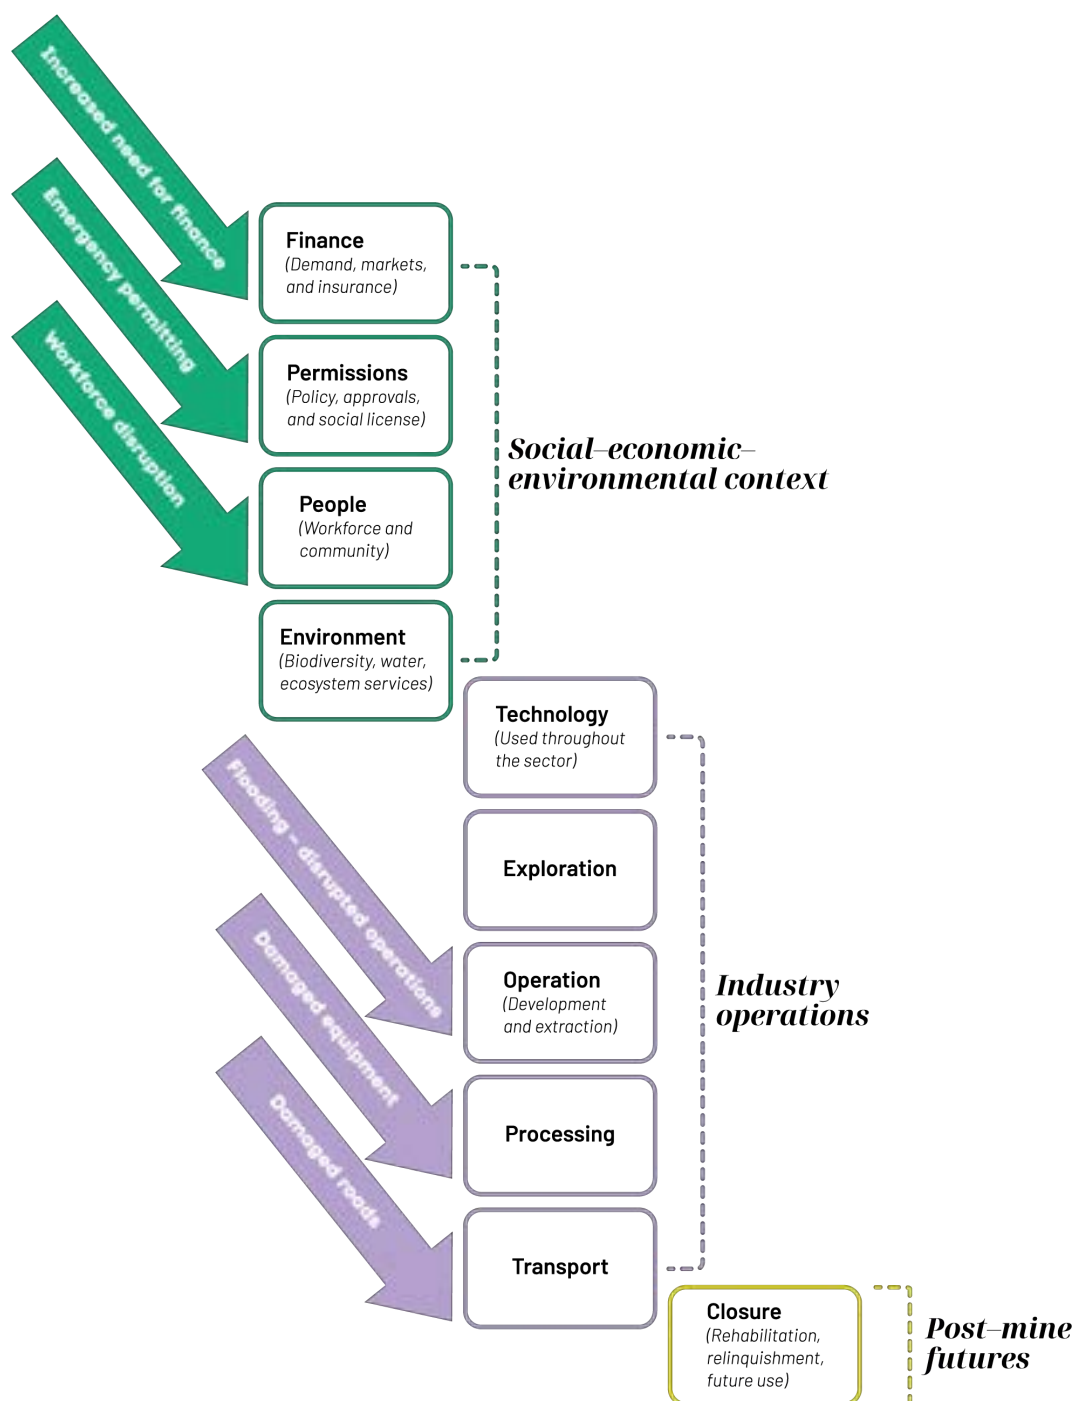 Increased need for finance
Emergency permitting
Workforce disruption
Finance
(Demand, markets,
and insurance)
Permissions
(Policy, approvals,
and social license)
People
(Workforce and
community)
Environment
(Biodiversity, water,
ecosystem services)
Social–economic–
environmental context
Flooding – disrupted operations
Damaged equipment
Damaged roads
Technology
(Used throughout
the sector)
Exploration
Operation
(Development
and extraction)
Processing
Transport
Industry
operations
Closure
(Rehabilitation,
relinquishment,
future use)
Post–mine
futures